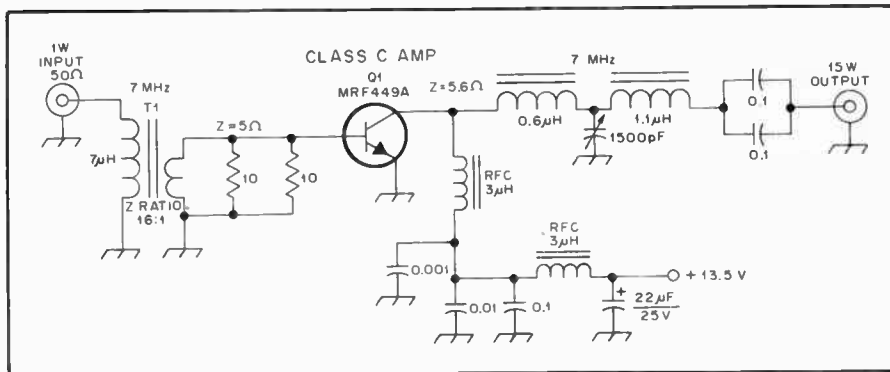 1W
INPUT
50Ω
7 MHz
T1
7μH
Z RATIO
16:1
Z=5Ω
10
10
CLASS C AMP
Q1
MRF449A
Z=5.6Ω
7 MHz
0.6μH
1.1μH
1500pF
0.1
0.1
15W
OUTPUT
RFC
3μH
0.001
0.01
0.1
RFC
3μH
+
22μF
25V
+ 13.5 V